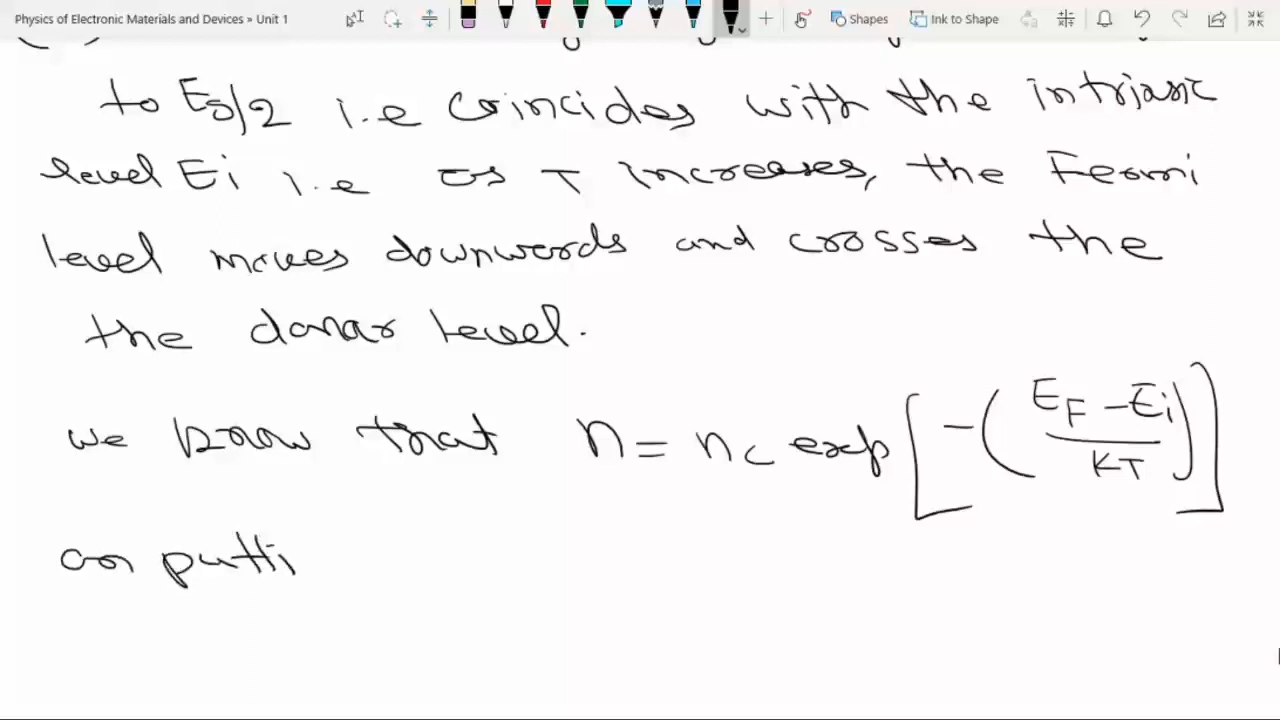 Physics of Electronic Materials and Devices » Unit 1
Shapes
Ink to Shape
to Eg/2 i.e coincides with the intrinsic
level Ei i.e as T increases, the Fermi
level moves downwords and crosses the
the donar level.
we know that n = nc exp[-(EF - Ei / KT)]
on putti